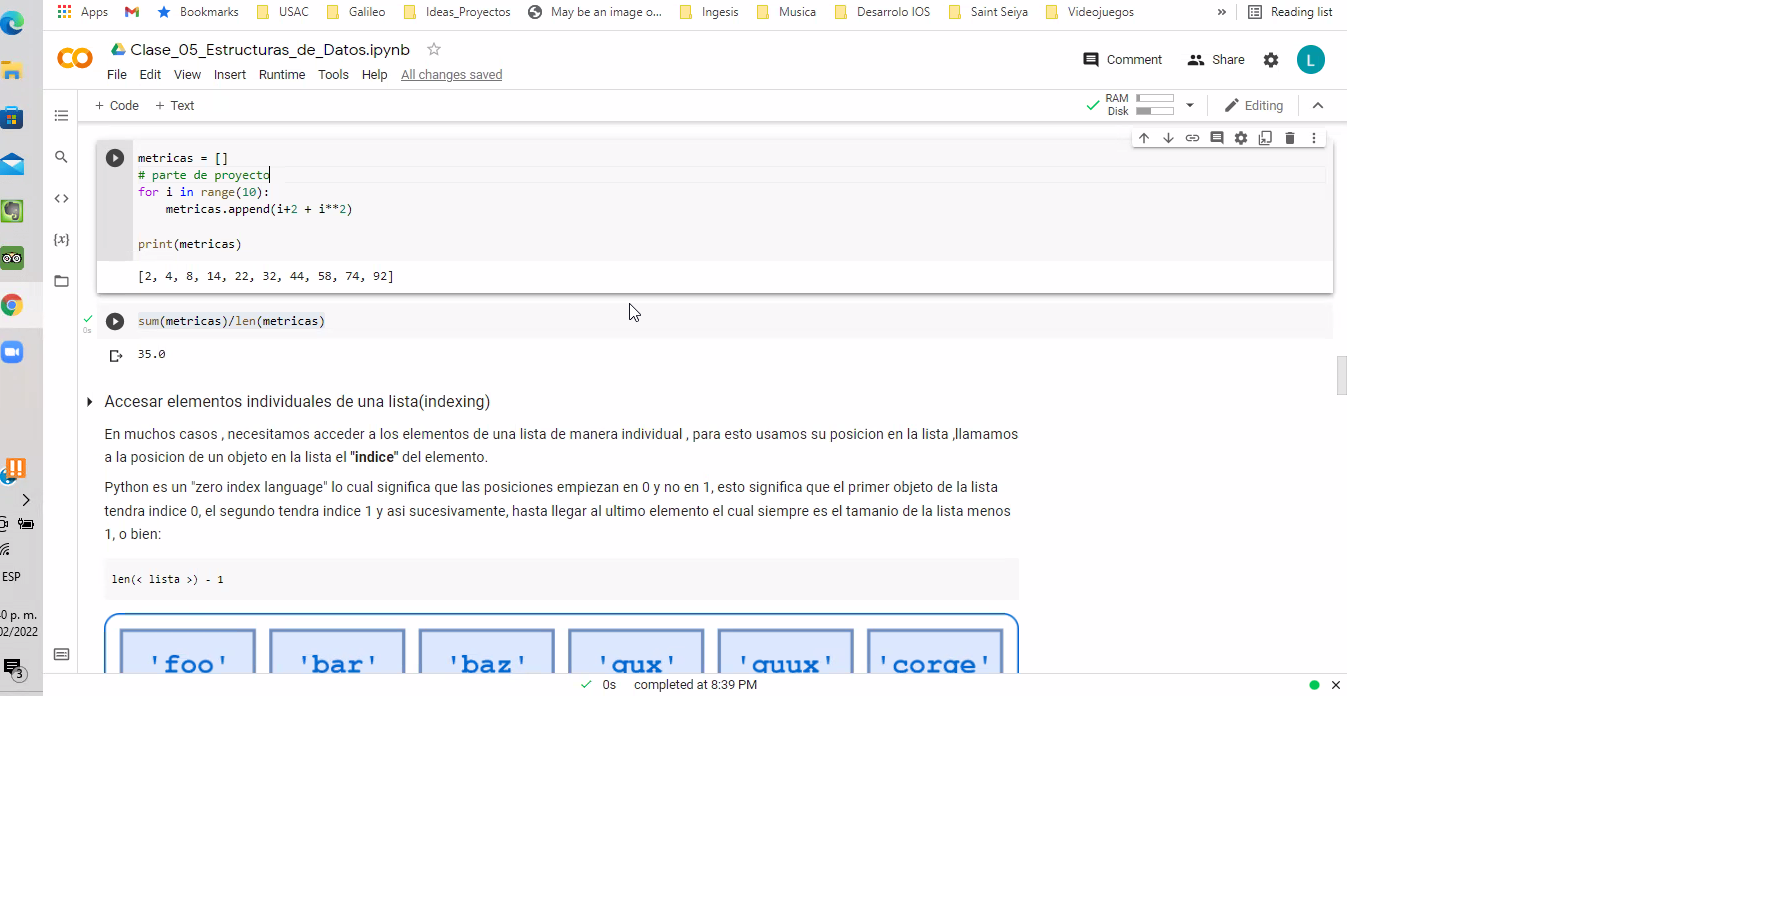 Apps Bookmarks USAC Galileo Ideas_Proyectos May be an image o... Ingesis Musica Desarrolo IOS Saint Seiya Videojuegos » Reading list
Clase_05_Estructuras_de_Datos.ipynb
Comment Share L
File Edit View Insert Runtime Tools Help All changes saved
+ Code + Text
RAM
Disk
Editing
metricas = []
# parte de proyecto
for i in range(10):
metricas.append(i+2 + i**2)
print(metricas)
[2, 4, 8, 14, 22, 32, 44, 58, 74, 92]
{x}
0s
sum(metricas)/len(metricas)
35.0
Accesar elementos individuales de una lista(indexing)
En muchos casos , necesitamos acceder a los elementos de una lista de manera individual , para esto usamos su posicion en la lista ,llamamos
a la posicion de un objeto en la lista el "indice" del elemento.
Python es un "zero index language" lo cual significa que las posiciones empiezan en 0 y no en 1, esto significa que el primer objeto de la lista
tendra indice 0, el segundo tendra indice 1 y asi sucesivamente, hasta llegar al ultimo elemento el cual siempre es el tamanio de la lista menos
1, o bien:
len(< lista >) - 1
'foo' 'bar' 'baz' 'qux' 'quux' 'corge'
ESP
0 p. m.
02/2022
3
0s completed at 8:39 PM